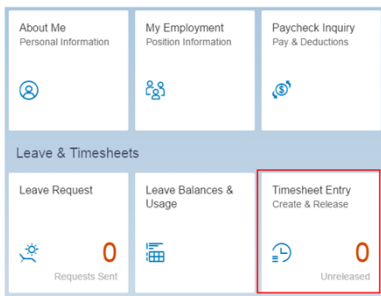 About Me
Personal Information
My Employment
Position Information
Paycheck Inquiry
Pay & Deductions
Leave & Timesheets
Leave Request
0
Requests Sent
Leave Balances &
Usage
Timesheet Entry
Create & Release
0
Unreleased